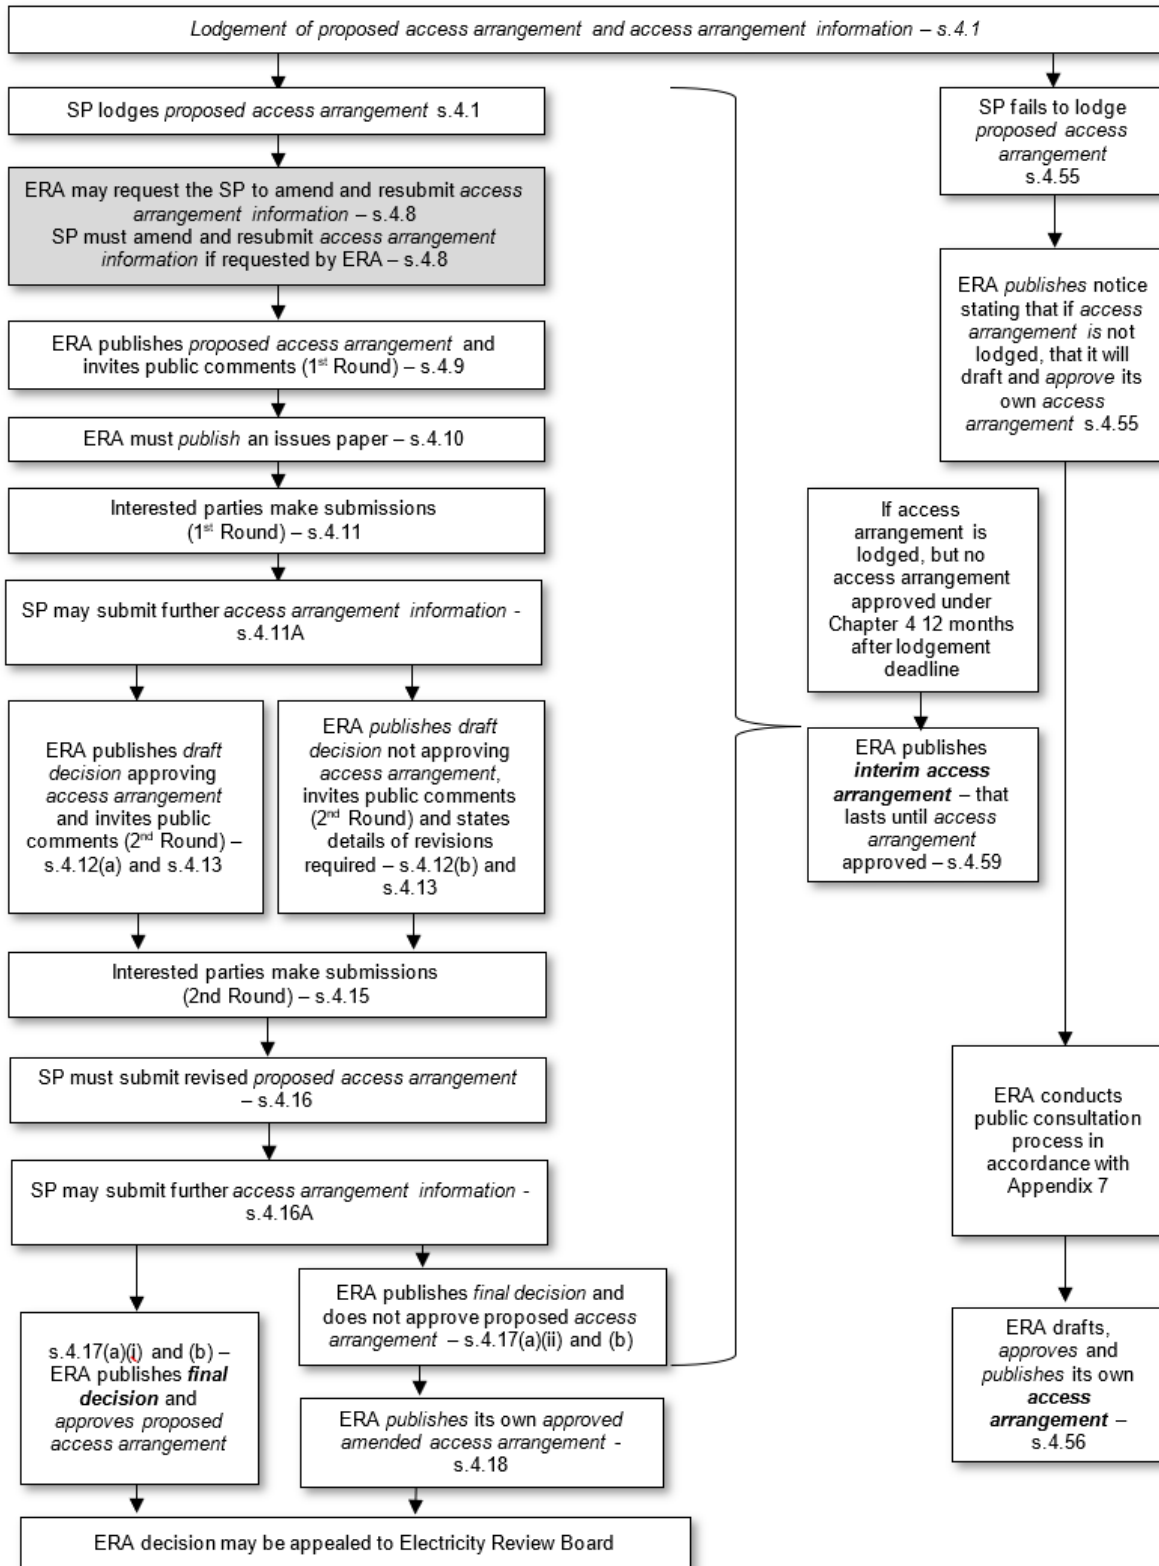 Lodgement of proposed access arrangement and access arrangement information – s.4.1
SP lodges proposed access arrangement s.4.1
ERA may request the SP to amend and resubmit access
arrangement information – s.4.8
SP must amend and resubmit access arrangement
information if requested by ERA – s.4.8
ERA publishes proposed access arrangement and
invites public comments (1st Round) – s.4.9
ERA must publish an issues paper – s.4.10
Interested parties make submissions
(1st Round) – s.4.11
SP may submit further access arrangement information -
s.4.11A
ERA publishes draft
decision approving
access arrangement
and invites public
comments (2nd Round) –
s.4.12(a) and s.4.13
ERA publishes draft
decision not approving
access arrangement,
invites public comments
(2nd Round) and states
details of revisions
required – s.4.12(b) and
s.4.13
Interested parties make submissions
(2nd Round) – s.4.15
SP must submit revised proposed access arrangement
– s.4.16
SP may submit further access arrangement information -
s.4.16A
s.4.17(a)(i) and (b) –
ERA publishes final
decision and
approves proposed
access arrangement
ERA publishes final decision and
does not approve proposed access
arrangement – s.4.17(a)(ii) and (b)
ERA publishes its own approved
amended access arrangement -
s.4.18
ERA decision may be appealed to Electricity Review Board
If access
arrangement is
lodged, but no
access arrangement
approved under
Chapter 4 12 months
after lodgement
deadline
ERA publishes
interim access
arrangement – that
lasts until access
arrangement
approved – s.4.59
SP fails to lodge
proposed access
arrangement
s.4.55
ERA publishes notice
stating that if access
arrangement is not
lodged, that it will
draft and approve its
own access
arrangement s.4.55
ERA conducts
public consultation
process in
accordance with
Appendix 7
ERA drafts,
approves and
publishes its own
access
arrangement –
s.4.56